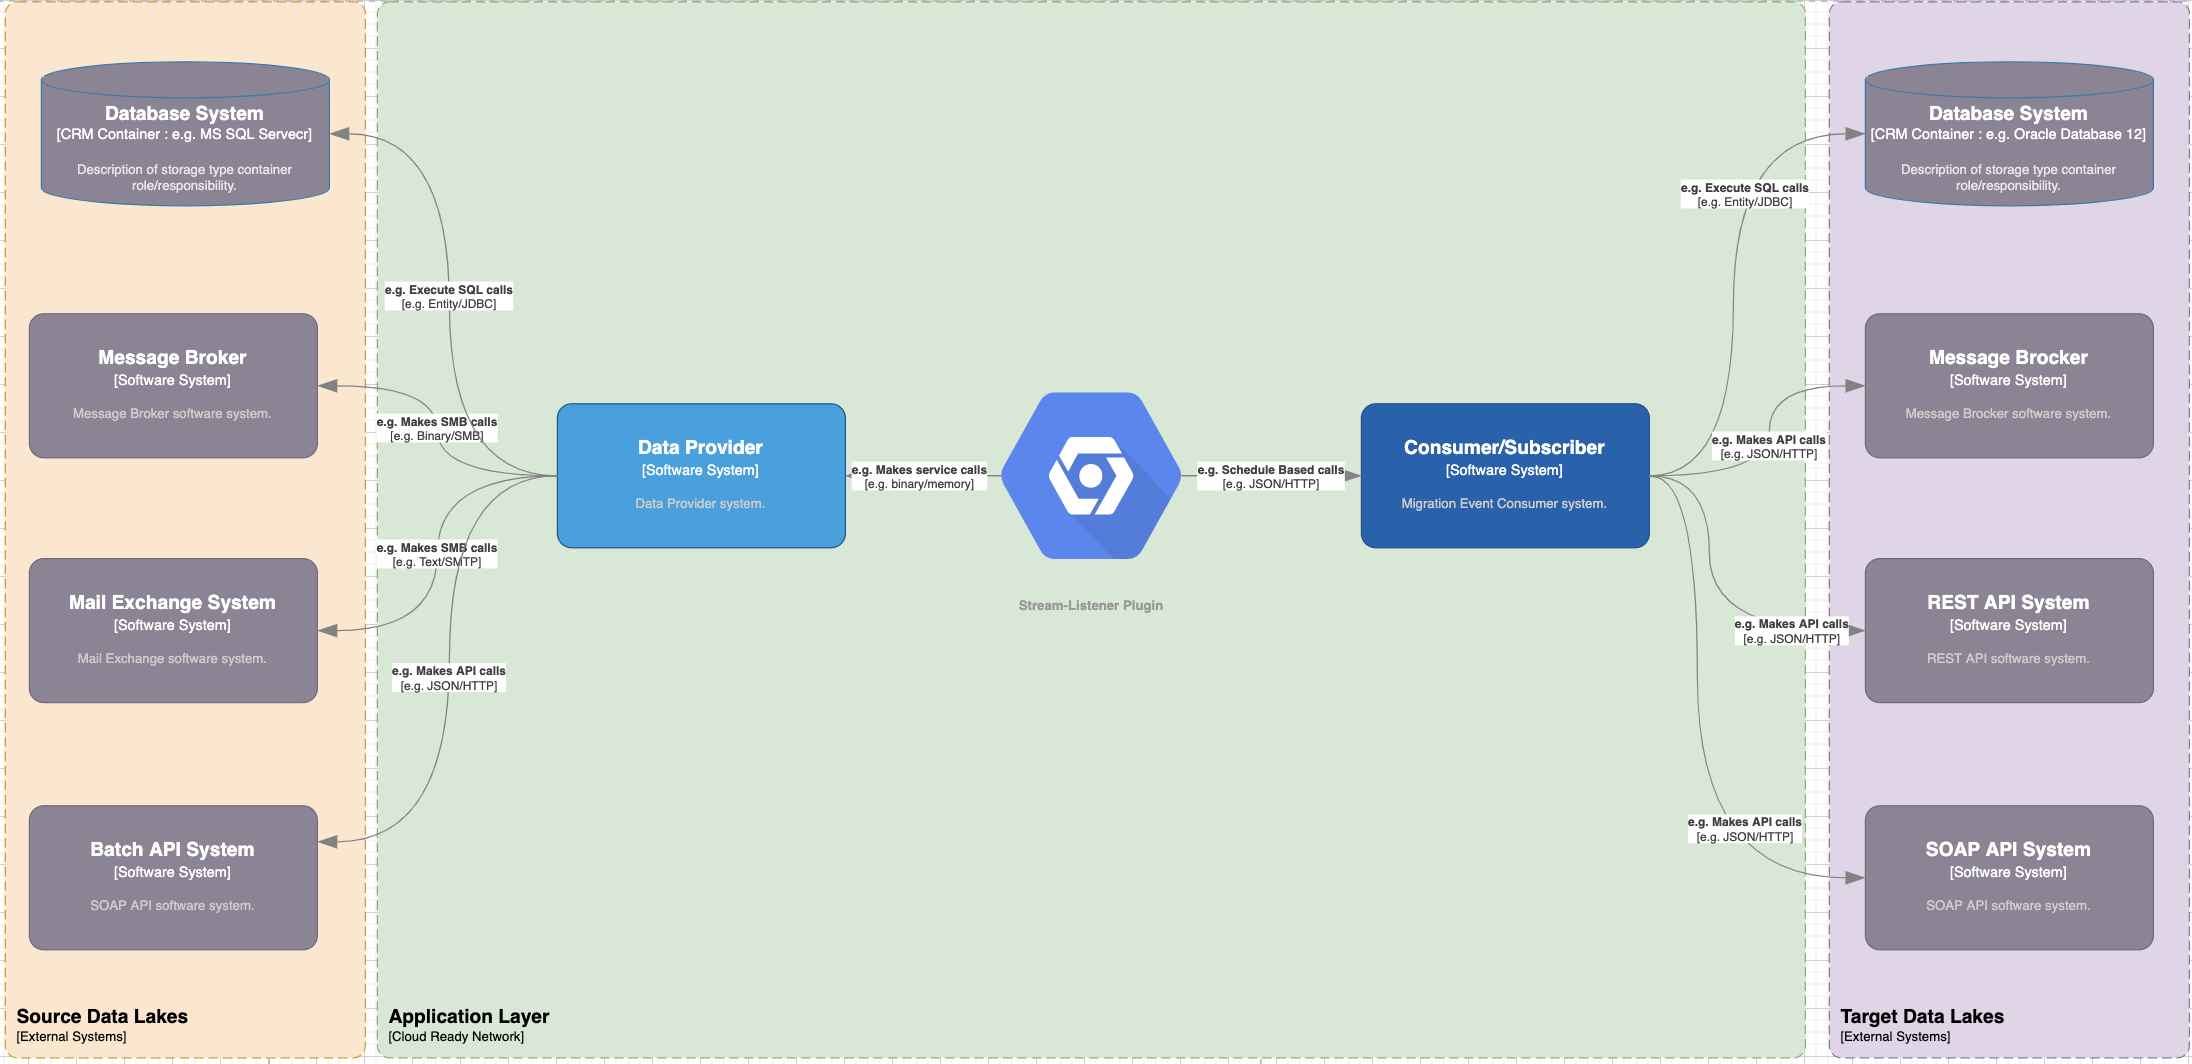 Database System
[CRM Container : e.g. MS SQL Servecr]
Description of storage type container
role/responsibility.
Message Broker
[Software System]
Message Broker software system.
Mail Exchange System
[Software System]
Mail Exchange software system.
Batch API System
[Software System]
SOAP API software system.
Source Data Lakes
[External Systems]
e.g. Execute SQL calls
[e.g. Entity/JDBC]
e.g. Makes SMB calls
[e.g. Binary/SMB]
e.g. Makes SMB calls
[e.g. Text/SMTP]
e.g. Makes API calls
[e.g. JSON/HTTP]
Data Provider
[Software System]
Data Provider system.
e.g. Makes service calls
[e.g. binary/memory]
Stream-Listener Plugin
e.g. Schedule Based calls
[e.g. JSON/HTTP]
Consumer/Subscriber
[Software System]
Migration Event Consumer system.
e.g. Execute SQL calls
[e.g. Entity/JDBC]
e.g. Makes API calls
[e.g. JSON/HTTP]
e.g. Makes API calls
[e.g. JSON/HTTP]
e.g. Makes API calls
[e.g. JSON/HTTP]
Application Layer
[Cloud Ready Network]
Database System
[CRM Container : e.g. Oracle Database 12]
Description of storage type container
role/responsibility.
Message Brocker
[Software System]
Message Brocker software system.
REST API System
[Software System]
REST API software system.
SOAP API System
[Software System]
SOAP API software system.
Target Data Lakes
[External Systems]